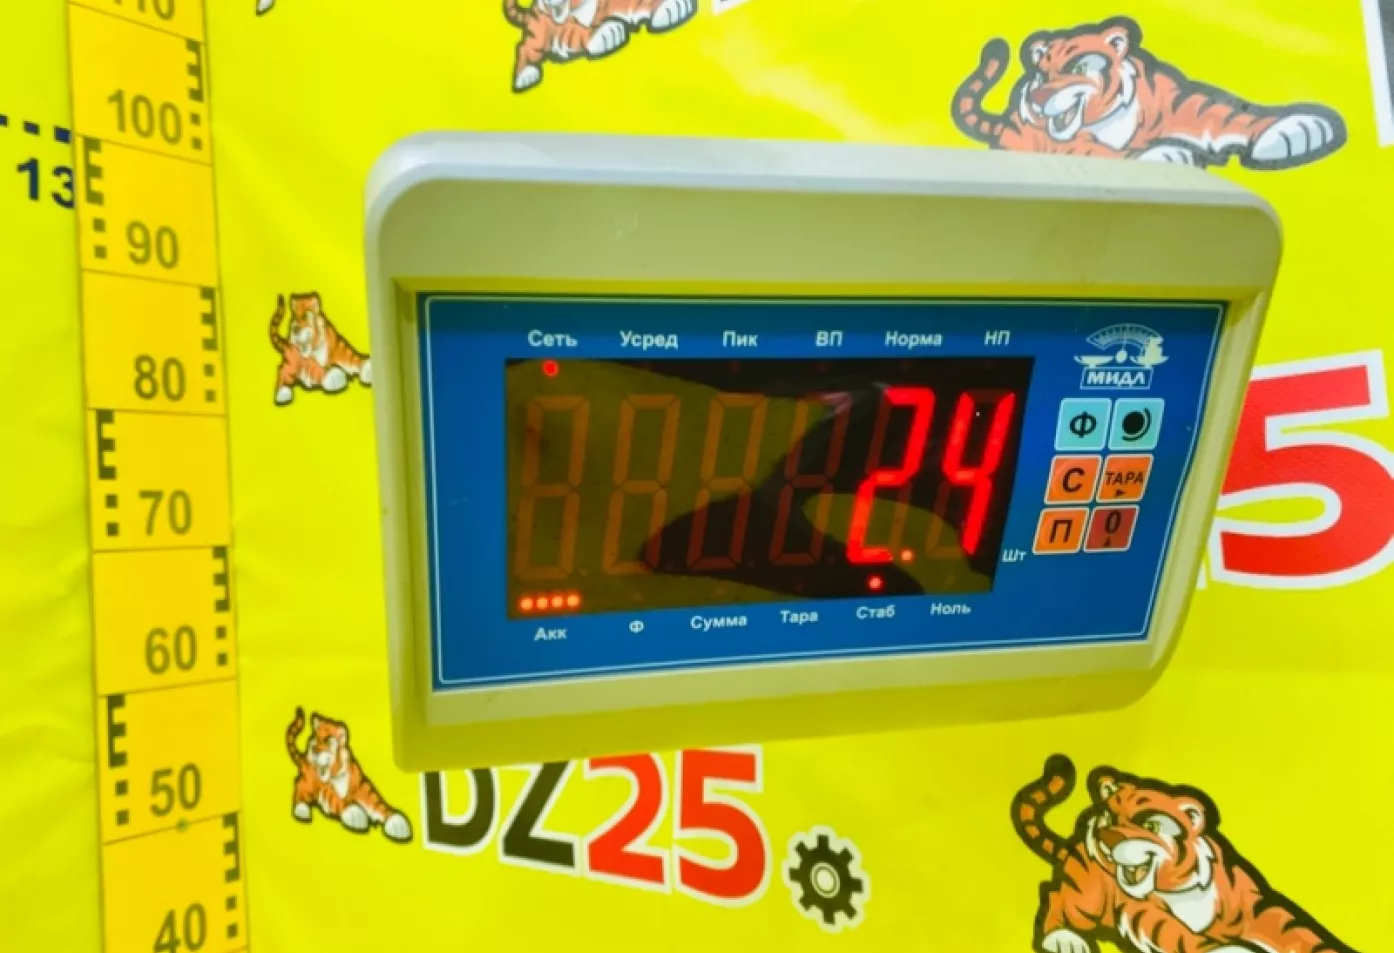 110
100
13
90
80
70
60
50
40
Сеть Усред Пик ВП Норма НП
МИДЛ
2.4
Ф
С ТАРА
П 0
Шт
Акк Ф Сумма Тара Стаб Ноль
5
DZ25